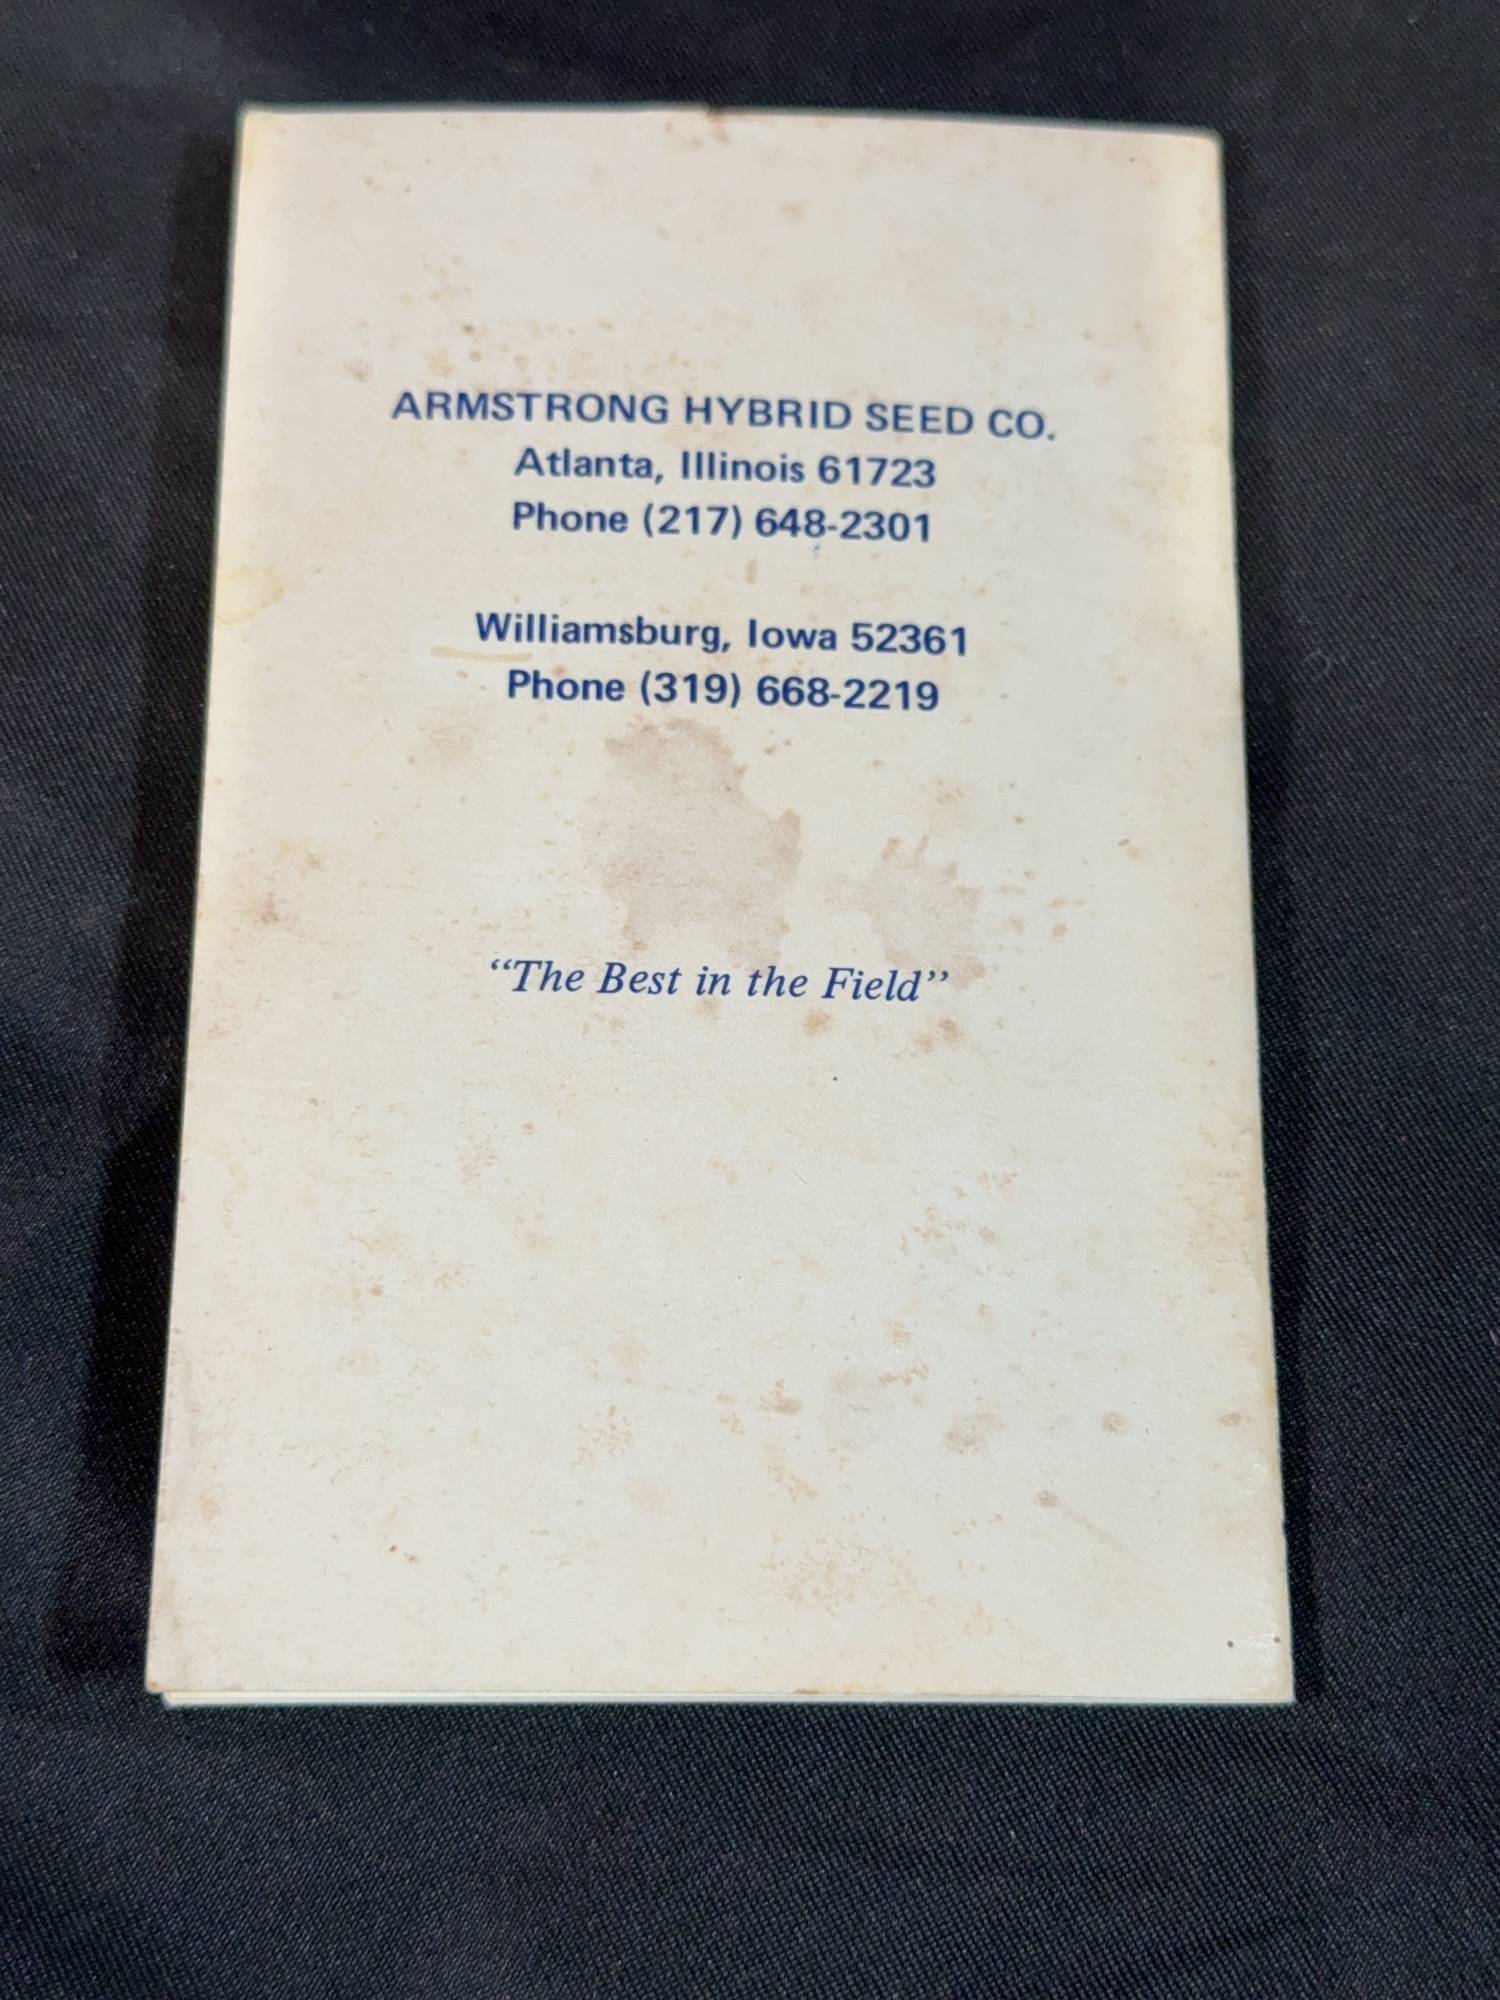 ARMSTRONG HYBRID SEED CO.
Atlanta, Illinois 61723
Phone (217) 648-2301
Williamsburg, Iowa 52361
Phone (319) 668-2219
“The Best in the Field”